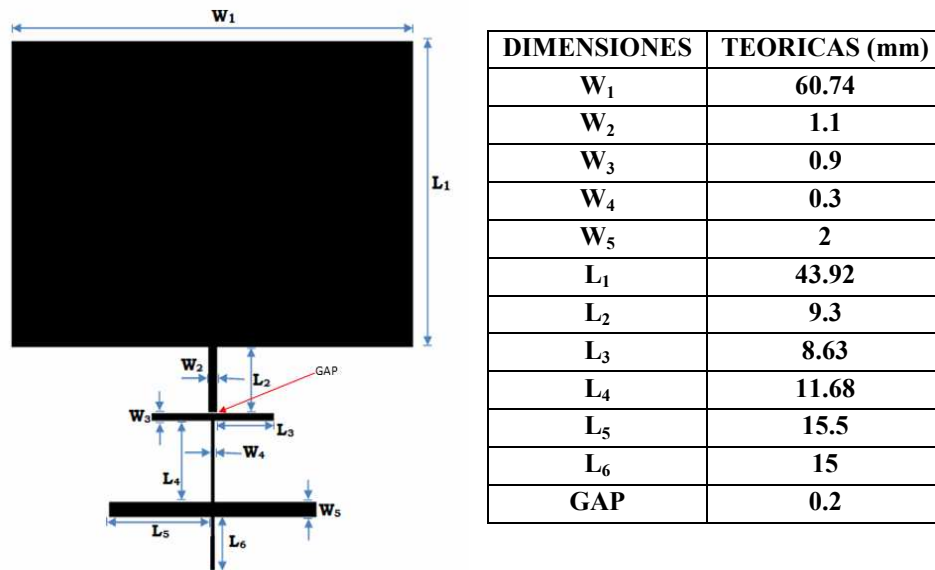 W₁
L₁
W₂
L₂
GAP
W₃
L₃
W₄
L₄
W₅
L₅
L₆
DIMENSIONES TEORICAS (mm)
W₁ 60.74
W₂ 1.1
W₃ 0.9
W₄ 0.3
W₅ 2
L₁ 43.92
L₂ 9.3
L₃ 8.63
L₄ 11.68
L₅ 15.5
L₆ 15
GAP 0.2